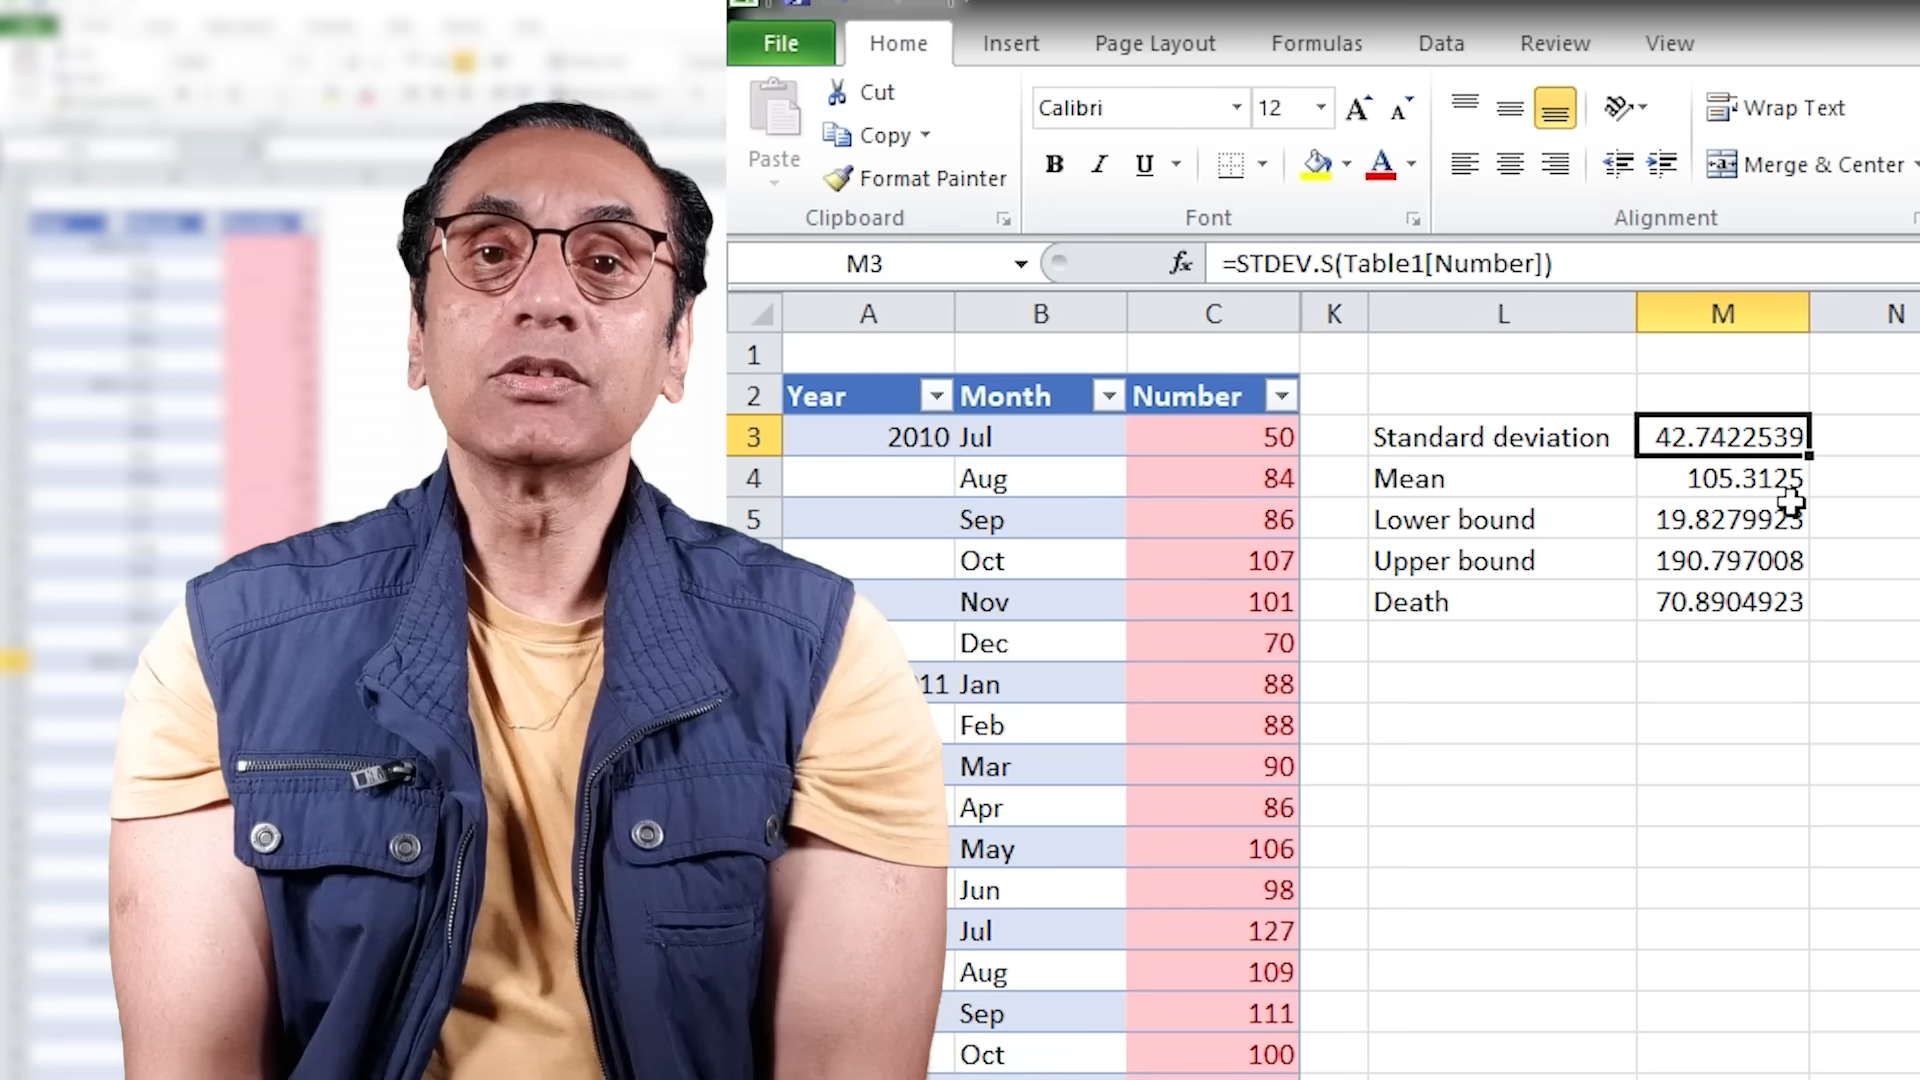 File Home Insert Page Layout Formulas Data Review View
Cut
Calibri 12 A A Wrap Text
Copy
Paste B I U A Merge & Center
Format Painter
Clipboard Font Alignment
M3 fx =STDEV.S(Table1[Number])
A B C K L M N
1
2 Year Month Number
3 2010 Jul 50 Standard deviation 42.7422539
4 Aug 84 Mean 105.3125
5 Sep 86 Lower bound 19.8279923
Oct 107 Upper bound 190.797008
Nov 101 Death 70.8904923
Dec 70
11 Jan 88
Feb 88
Mar 90
Apr 86
May 106
Jun 98
Jul 127
Aug 109
Sep 111
Oct 100